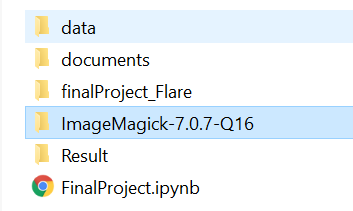 data
documents
finalProject_Flare
ImageMagick-7.0.7-Q16
Result
FinalProject.ipynb